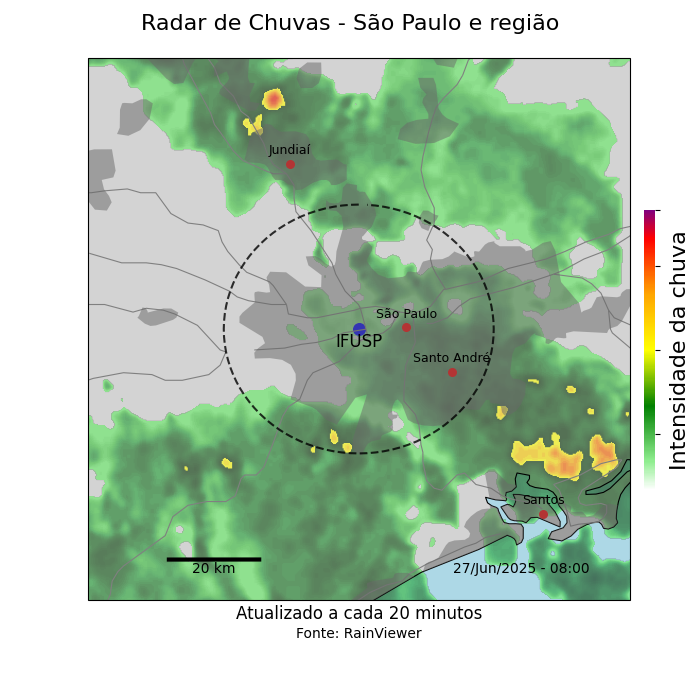 Radar de Chuvas - São Paulo e região
Jundiaí
São Paulo
IFUSP
Santo André
Santos
20 km
27/Jun/2025 - 08:00
Intensidade da chuva
Atualizado a cada 20 minutos
Fonte: RainViewer